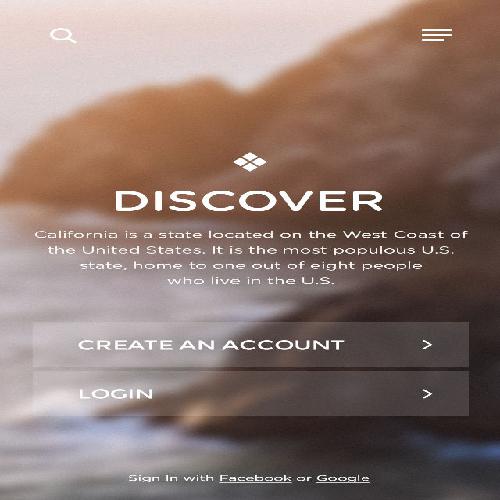 DISCOVER
California is a state located on the West Coast of
the United States. It is the most populous U.S.
state, home to one out of eight people
who live in the U.S.
CREATE AN ACCOUNT >
LOGIN >
Sign In with Facebook or Google